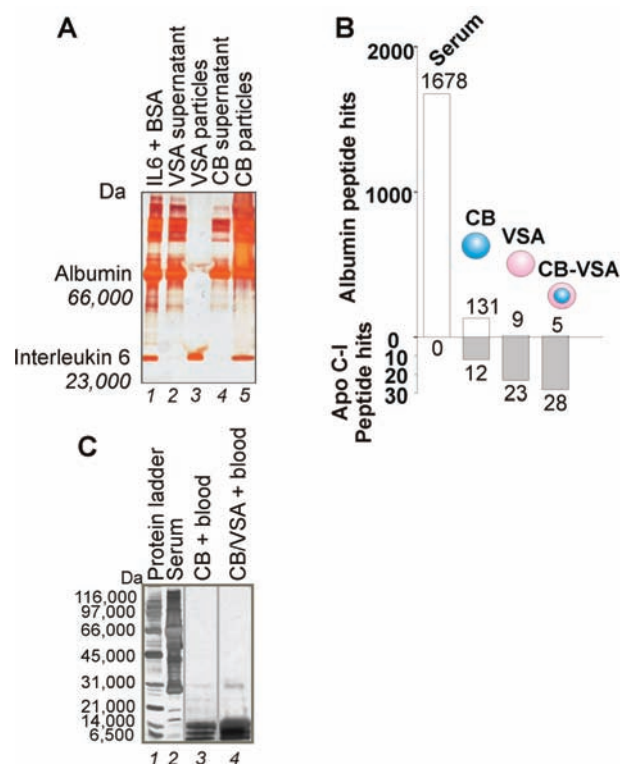 A
IL6 + BSA
VSA supernatant
VSA particles
CB supernatant
CB particles
Da
Albumin
66,000
Interleukin 6
23,000
1 2 3 4 5
B
Albumin peptide hits
Apo C-I
Peptide hits
2000
1000
0
10
20
30
Serum
1678
CB
VSA
CB-VSA
131
9
5
0
12
23
28
C
Protein ladder
Serum
CB + blood
CB/VSA + blood
Da
116,000
97,000
66,000
45,000
31,000
21,000
14,000
6,500
1 2 3 4